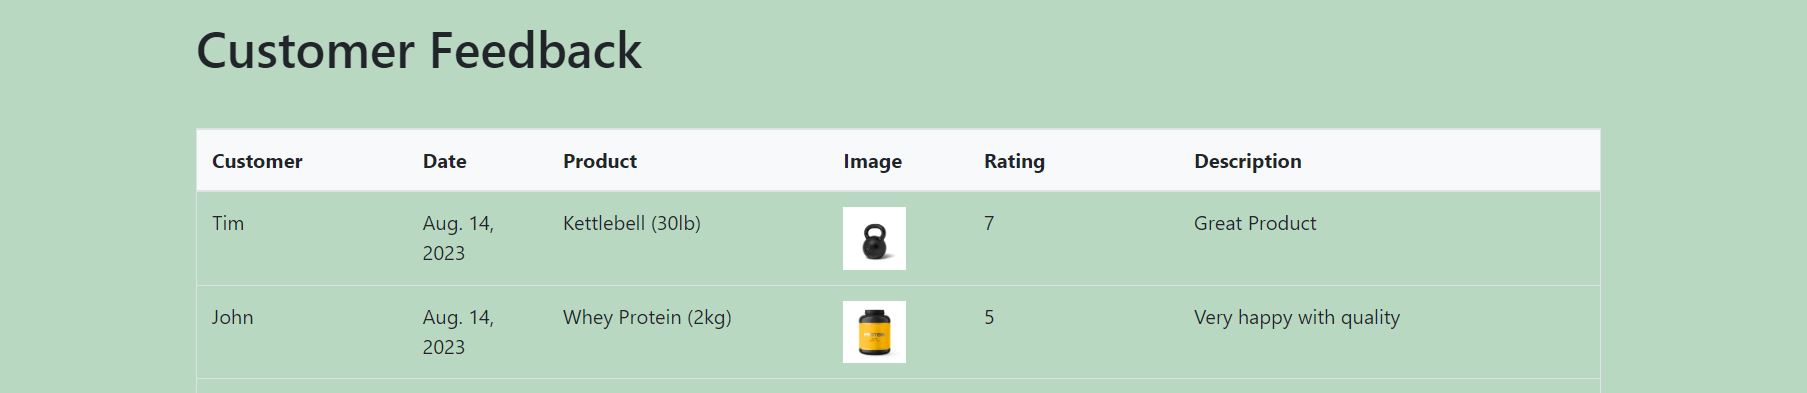 Customer Feedback
Customer Date Product Image Rating Description
Tim Aug. 14, Kettlebell (30lb) 7 Great Product
2023
John Aug. 14, Whey Protein (2kg) 5 Very happy with quality
2023